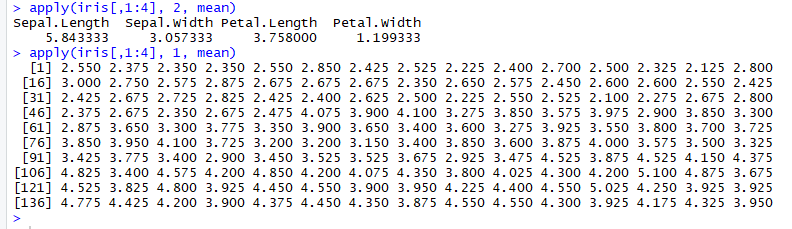 > apply(iris[,1:4], 2, mean)
Sepal.Length  Sepal.Width Petal.Length  Petal.Width
    5.843333     3.057333     3.758000     1.199333
> apply(iris[,1:4], 1, mean)
  [1] 2.550 2.375 2.350 2.350 2.550 2.850 2.425 2.525 2.225 2.400 2.700 2.500 2.325 2.125 2.800
 [16] 3.000 2.750 2.575 2.875 2.675 2.675 2.675 2.350 2.650 2.575 2.450 2.600 2.600 2.550 2.425
 [31] 2.425 2.675 2.725 2.825 2.425 2.400 2.625 2.500 2.225 2.550 2.525 2.100 2.275 2.675 2.800
 [46] 2.375 2.675 2.350 2.675 2.475 4.075 3.900 4.100 3.275 3.850 3.575 3.975 2.900 3.850 3.300
 [61] 2.875 3.650 3.300 3.775 3.350 3.900 3.650 3.400 3.600 3.275 3.925 3.550 3.800 3.700 3.725
 [76] 3.850 3.950 4.100 3.725 3.200 3.200 3.150 3.400 3.850 3.600 3.875 4.000 3.575 3.500 3.325
 [91] 3.425 3.775 3.400 2.900 3.450 3.525 3.525 3.675 2.925 3.475 4.525 3.875 4.525 4.150 4.375
[106] 4.825 3.400 4.575 4.200 4.850 4.200 4.075 4.350 3.800 4.025 4.300 4.200 5.100 4.875 3.675
[121] 4.525 3.825 4.800 3.925 4.450 4.550 3.900 3.950 4.225 4.400 4.550 5.025 4.250 3.925 3.925
[136] 4.775 4.425 4.200 3.900 4.375 4.450 4.350 3.875 4.550 4.550 4.300 3.925 4.175 4.325 3.950
>